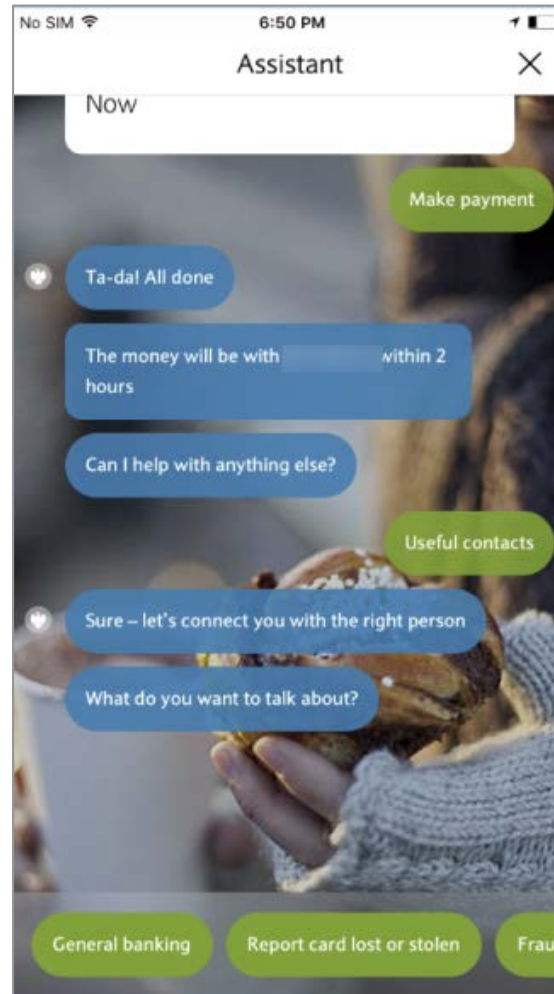 No SIM 6:50 PM
Assistant
Now
Make payment
Ta-da! All done
The money will be with within 2
hours
Can I help with anything else?
Useful contacts
Sure – let's connect you with the right person
What do you want to talk about?
General banking Report card lost or stolen Frau